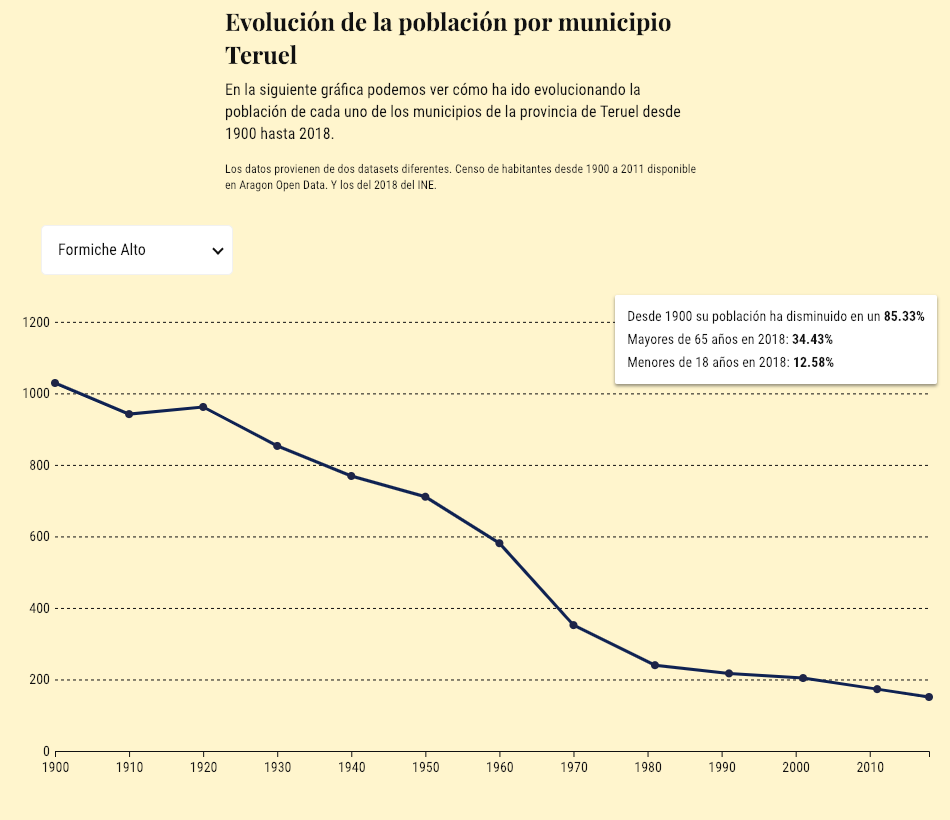 Evolución de la población por municipio
Teruel
En la siguiente gráfica podemos ver cómo ha ido evolucionando la
población de cada uno de los municipios de la provincia de Teruel desde
1900 hasta 2018.
Los datos provienen de dos datasets diferentes. Censo de habitantes desde 1900 a 2011 disponible
en Aragon Open Data. Y los del 2018 del INE.
Formiche Alto
Desde 1900 su población ha disminuido en un 85.33%
Mayores de 65 años en 2018: 34.43%
Menores de 18 años en 2018: 12.58%
1200
1000
800
600
400
200
0
1900 1910 1920 1930 1940 1950 1960 1970 1980 1990 2000 2010